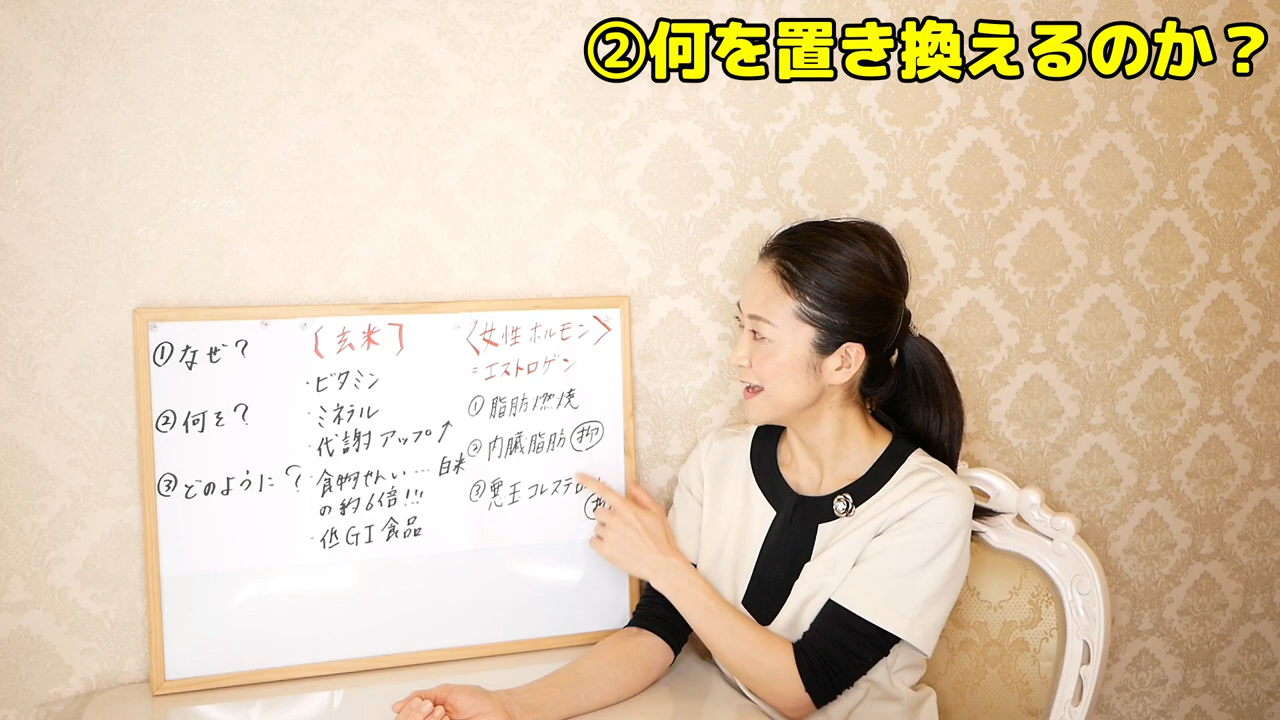 ②何を置き換えるのか？
①なぜ？
②何を？
③どのように？
【玄米】
・ビタミン
・ミネラル
・代謝アップ↑
・食物せんい…白米
の約6倍!!!
・低GI食品
〈女性ホルモン〉
=エストロゲン
①脂肪燃焼
②内臓脂肪 抑
③悪玉コレステロ
抑